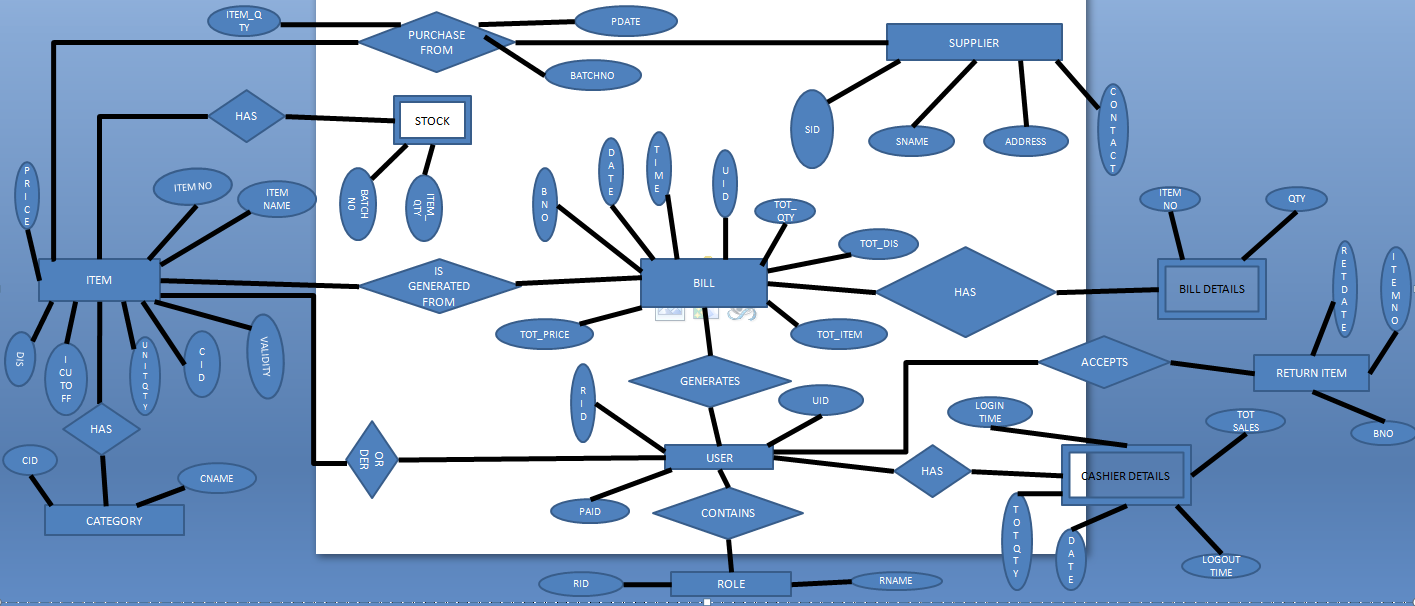 ITEM_Q
TY
PURCHASE
FROM
PDATE
BATCHNO
SUPPLIER
SID
SNAME
ADDRESS
CONTACT
HAS
STOCK
BATCH
NO
ITEM_
QTY
PRICE
ITEM NO
ITEM
NAME
ITEM
DIS
I
CU
TO
FF
UNITQTY
CID
VALIDITY
HAS
CID
CNAME
CATEGORY
IS
GENERATED
FROM
BNO
DATE
TIME
UID
TOT_
QTY
TOT_DIS
BILL
TOT_PRICE
TOT_ITEM
HAS
ITEM
NO
QTY
BILL DETAILS
RETDATE
ITEMNO
GENERATES
ACCEPTS
RETURN ITEM
BNO
RID
UID
OR
DER
USER
PAID
HAS
LOGIN
TIME
TOT
SALES
CASHIER DETAILS
TOTQTY
DATE
LOGOUT
TIME
CONTAINS
RID
ROLE
RNAME